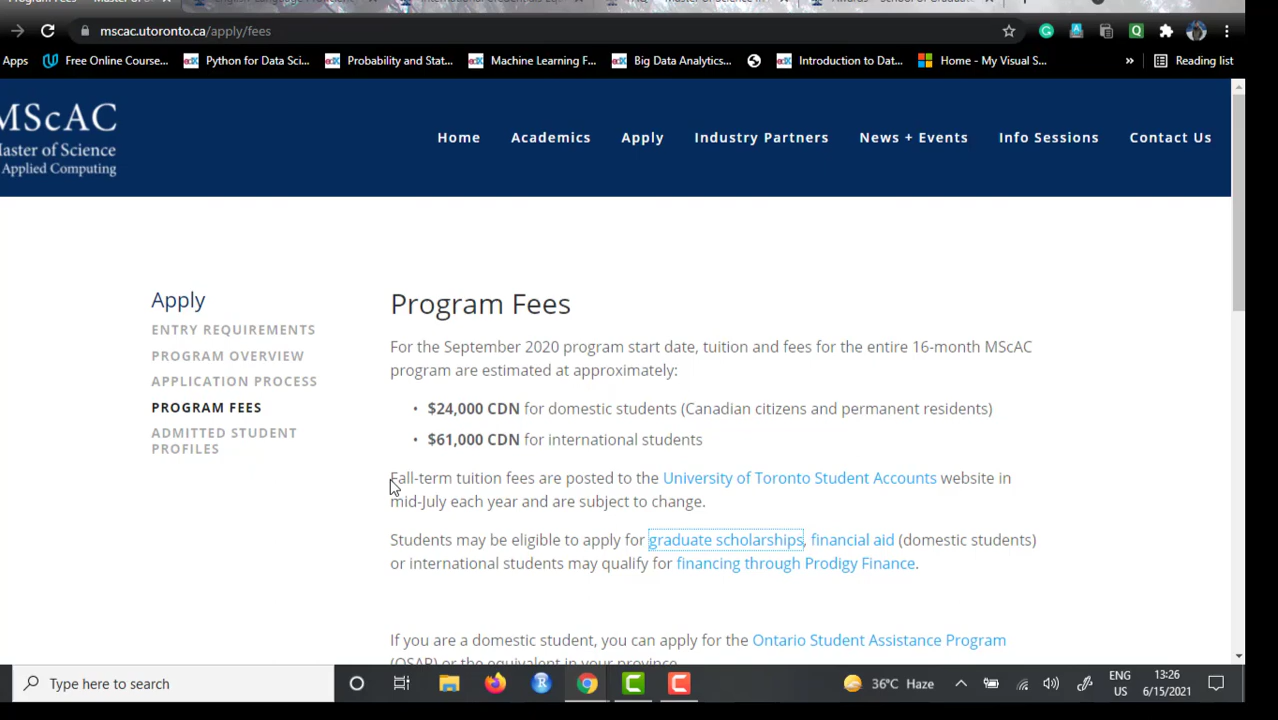 mscac.utoronto.ca/apply/fees
Apps Free Online Course... Python for Data Sci... Probability and Stat... Machine Learning F... Big Data Analytics... Introduction to Dat... Home - My Visual S... » Reading list
MScAC
Master of Science
Applied Computing
Home Academics Apply Industry Partners News + Events Info Sessions Contact Us
Apply
ENTRY REQUIREMENTS
PROGRAM OVERVIEW
APPLICATION PROCESS
PROGRAM FEES
ADMITTED STUDENT
PROFILES
Program Fees
For the September 2020 program start date, tuition and fees for the entire 16-month MScAC
program are estimated at approximately:
• $24,000 CDN for domestic students (Canadian citizens and permanent residents)
• $61,000 CDN for international students
Fall-term tuition fees are posted to the University of Toronto Student Accounts website in
mid-July each year and are subject to change.
Students may be eligible to apply for graduate scholarships, financial aid (domestic students)
or international students may qualify for financing through Prodigy Finance.
If you are a domestic student, you can apply for the Ontario Student Assistance Program
(OSAP) or the equivalent in your province.
Type here to search
36°C Haze
ENG
US
13:26
6/15/2021